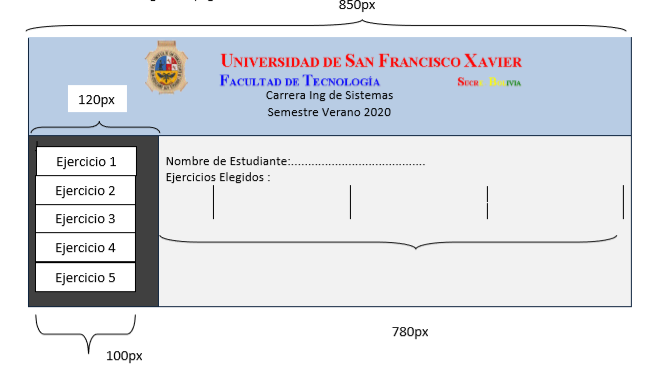 850px
UNIVERSIDAD DE SAN FRANCISCO XAVIER
FACULTAD DE TECNOLOGÍA
SUCRE BOLIVIA
Carrera Ing de Sistemas
Semestre Verano 2020
120px
Ejercicio 1
Ejercicio 2
Ejercicio 3
Ejercicio 4
Ejercicio 5
Nombre de Estudiante:.......................................
Ejercicios Elegidos :
780px
100px